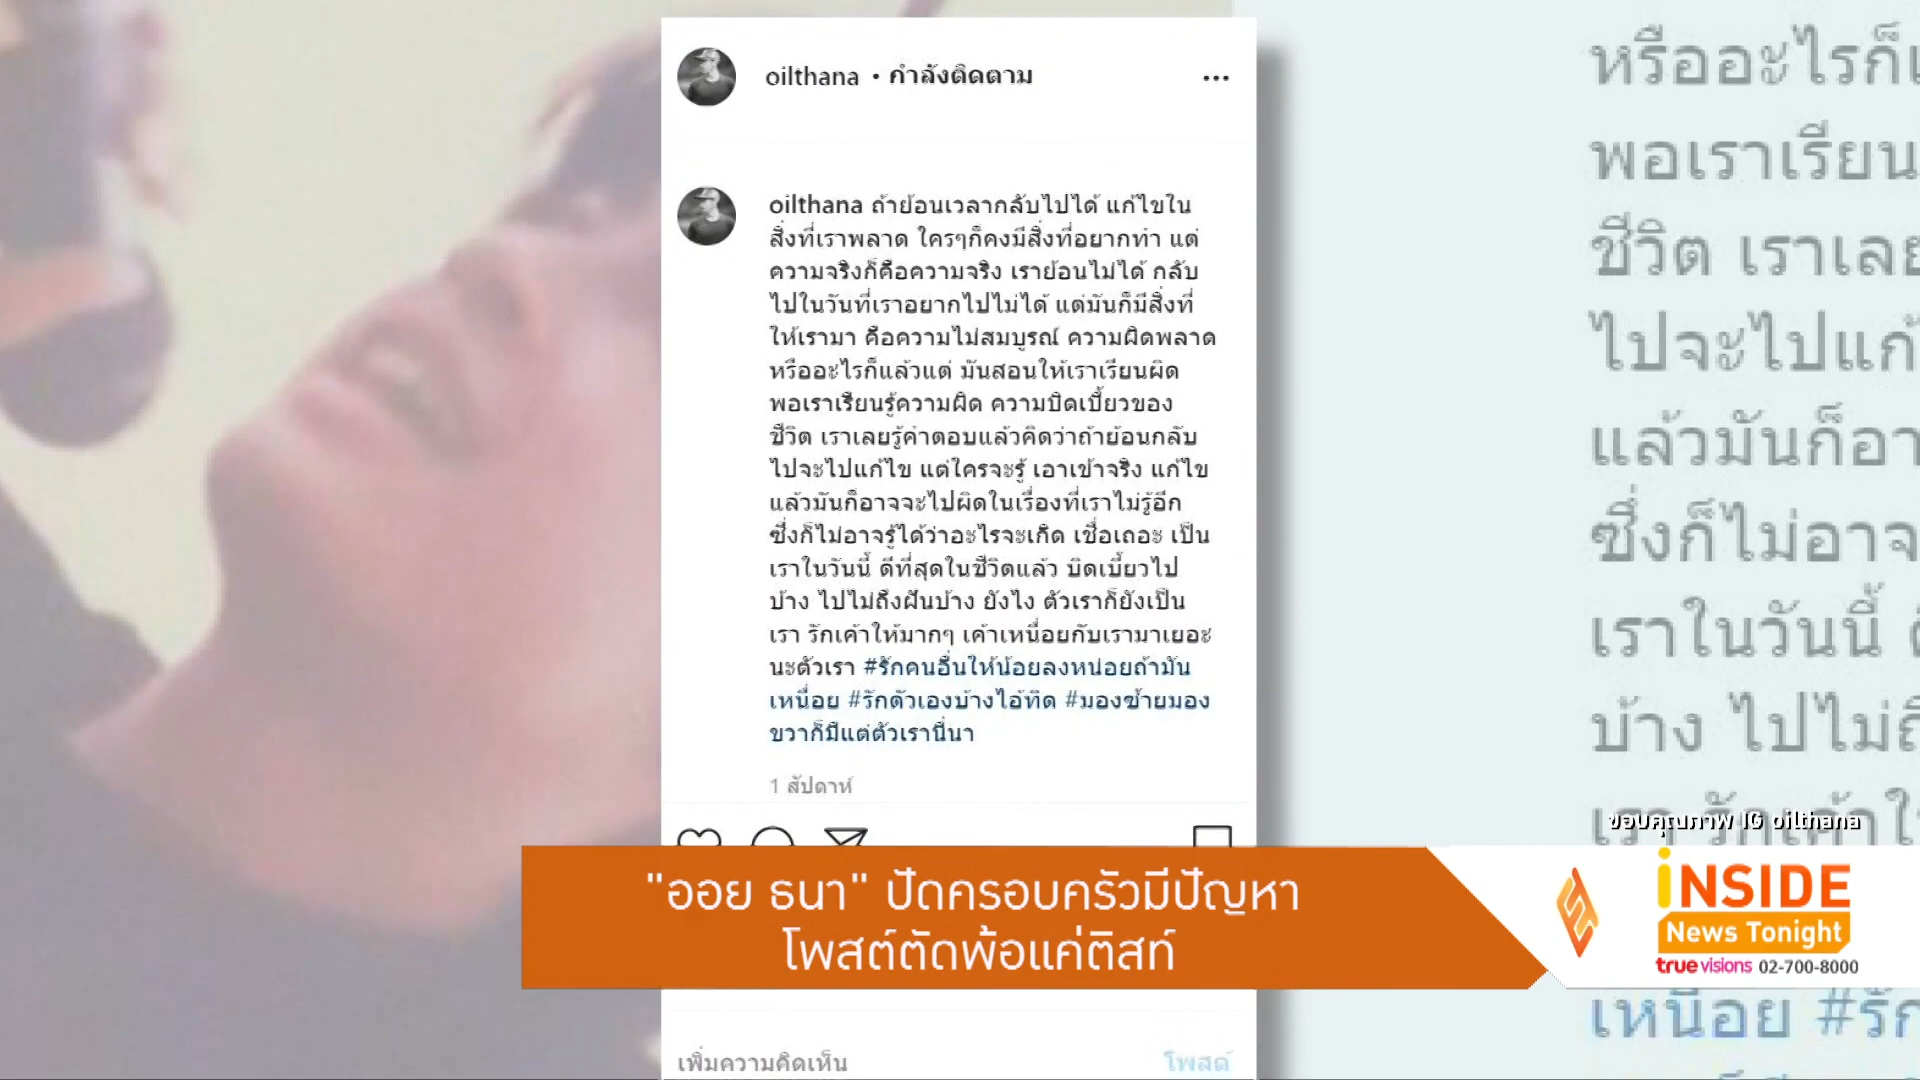 oilthana • กำลังติดตาม
oilthana ถ้าย้อนเวลากลับไปได้ แก้ไขใน
สิ่งที่เราพลาด ใครๆก็คงมีสิ่งที่อยากทำ แต่
ความจริงก็คือความจริง เราย้อนไม่ได้ กลับ
ไปในวันที่เราอยากไปไม่ได้ แต่มันก็มีสิ่งที่
ให้เรามา คือความไม่สมบูรณ์ ความผิดพลาด
หรืออะไรก็แล้วแต่ มันสอนให้เราเรียนผิด
พอเราเรียนรู้ความผิด ความบิดเบี้ยวของ
ชีวิต เราเลยรู้คำตอบแล้วคิดว่าถ้าย้อนกลับ
ไปจะไปแก้ไข แต่ใครจะรู้ เอาเข้าจริง แก้ไข
แล้วมันก็อาจจะไปผิดในเรื่องที่เราไม่รู้อีก
ซึ่งก็ไม่อาจรู้ได้ว่าอะไรจะเกิด เชื่อเถอะ เป็น
เราในวันนี้ ดีที่สุดในชีวิตแล้ว บิดเบี้ยวไป
บ้าง ไปไม่ถึงฝันบ้าง ยังไง ตัวเราก็ยังเป็น
เรา รักเค้าให้มากๆ เค้าเหนื่อยกับเรามาเยอะ
นะตัวเรา #รักคนอื่นให้น้อยลงหน่อยถ้ามัน
เหนื่อย #รักตัวเองบ้างไอ้ทิด #มองซ้ายมอง
ขวาก็มีแต่ตัวเรานี่นา
1 สัปดาห์
เพิ่มความคิดเห็น
โพสต์
หรืออะไรก็
พอเราเรียน
ชีวิต เราเลย
ไปจะไปแก้
แล้วมันก็อา
ซึ่งก็ไม่อาจ
เราในวันนี้
บ้าง ไปไม่ถึ
เรา รักเค้าใ
เหนื่อย #รัก
ขอบคุณภาพ IG oilthana
"ออย ธนา" ปัดครอบครัวมีปัญหา
โพสต์ตัดพ้อแค่ติสท์
iNSIDE
News Tonight
truevisions 02-700-8000